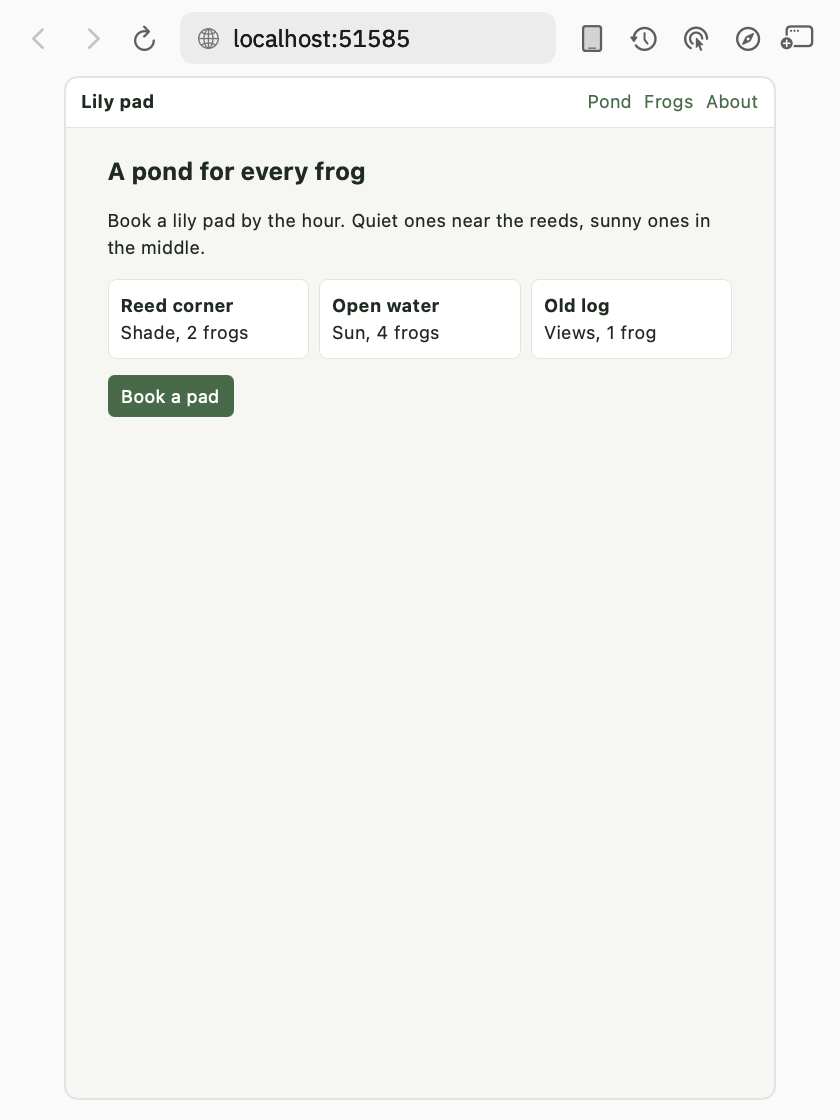 localhost:51585
Lily pad
Pond Frogs About
A pond for every frog
Book a lily pad by the hour. Quiet ones near the reeds, sunny ones in
the middle.
Reed corner
Shade, 2 frogs
Open water
Sun, 4 frogs
Old log
Views, 1 frog
Book a pad